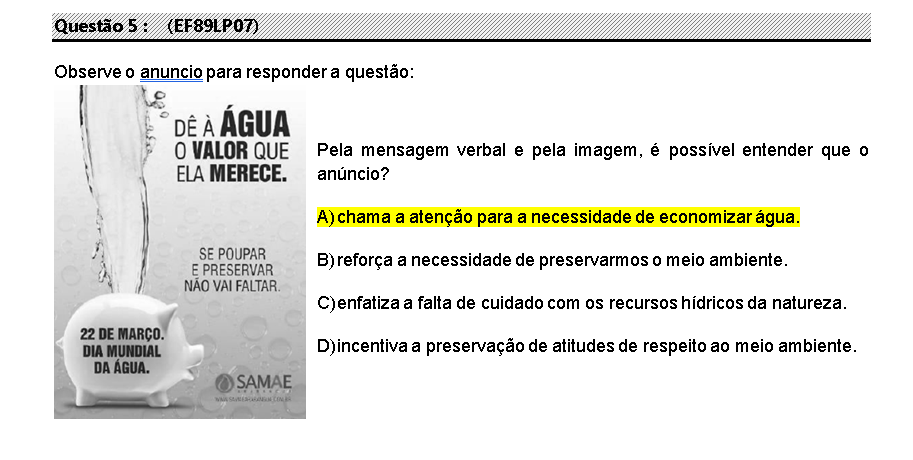 Questão 5 : (EF89LP07)
Observe o anuncio para responder a questão:
DÊ À ÁGUA
O VALOR QUE
ELA MERECE.
SE POUPAR
E PRESERVAR
NÃO VAI FALTAR.
22 DE MARÇO.
DIA MUNDIAL
DA ÁGUA.
SAMAE
Pela mensagem verbal e pela imagem, é possível entender que o
anúncio?
A) chama a atenção para a necessidade de economizar água.
B) reforça a necessidade de preservarmos o meio ambiente.
C) enfatiza a falta de cuidado com os recursos hídricos da natureza.
D) incentiva a preservação de atitudes de respeito ao meio ambiente.